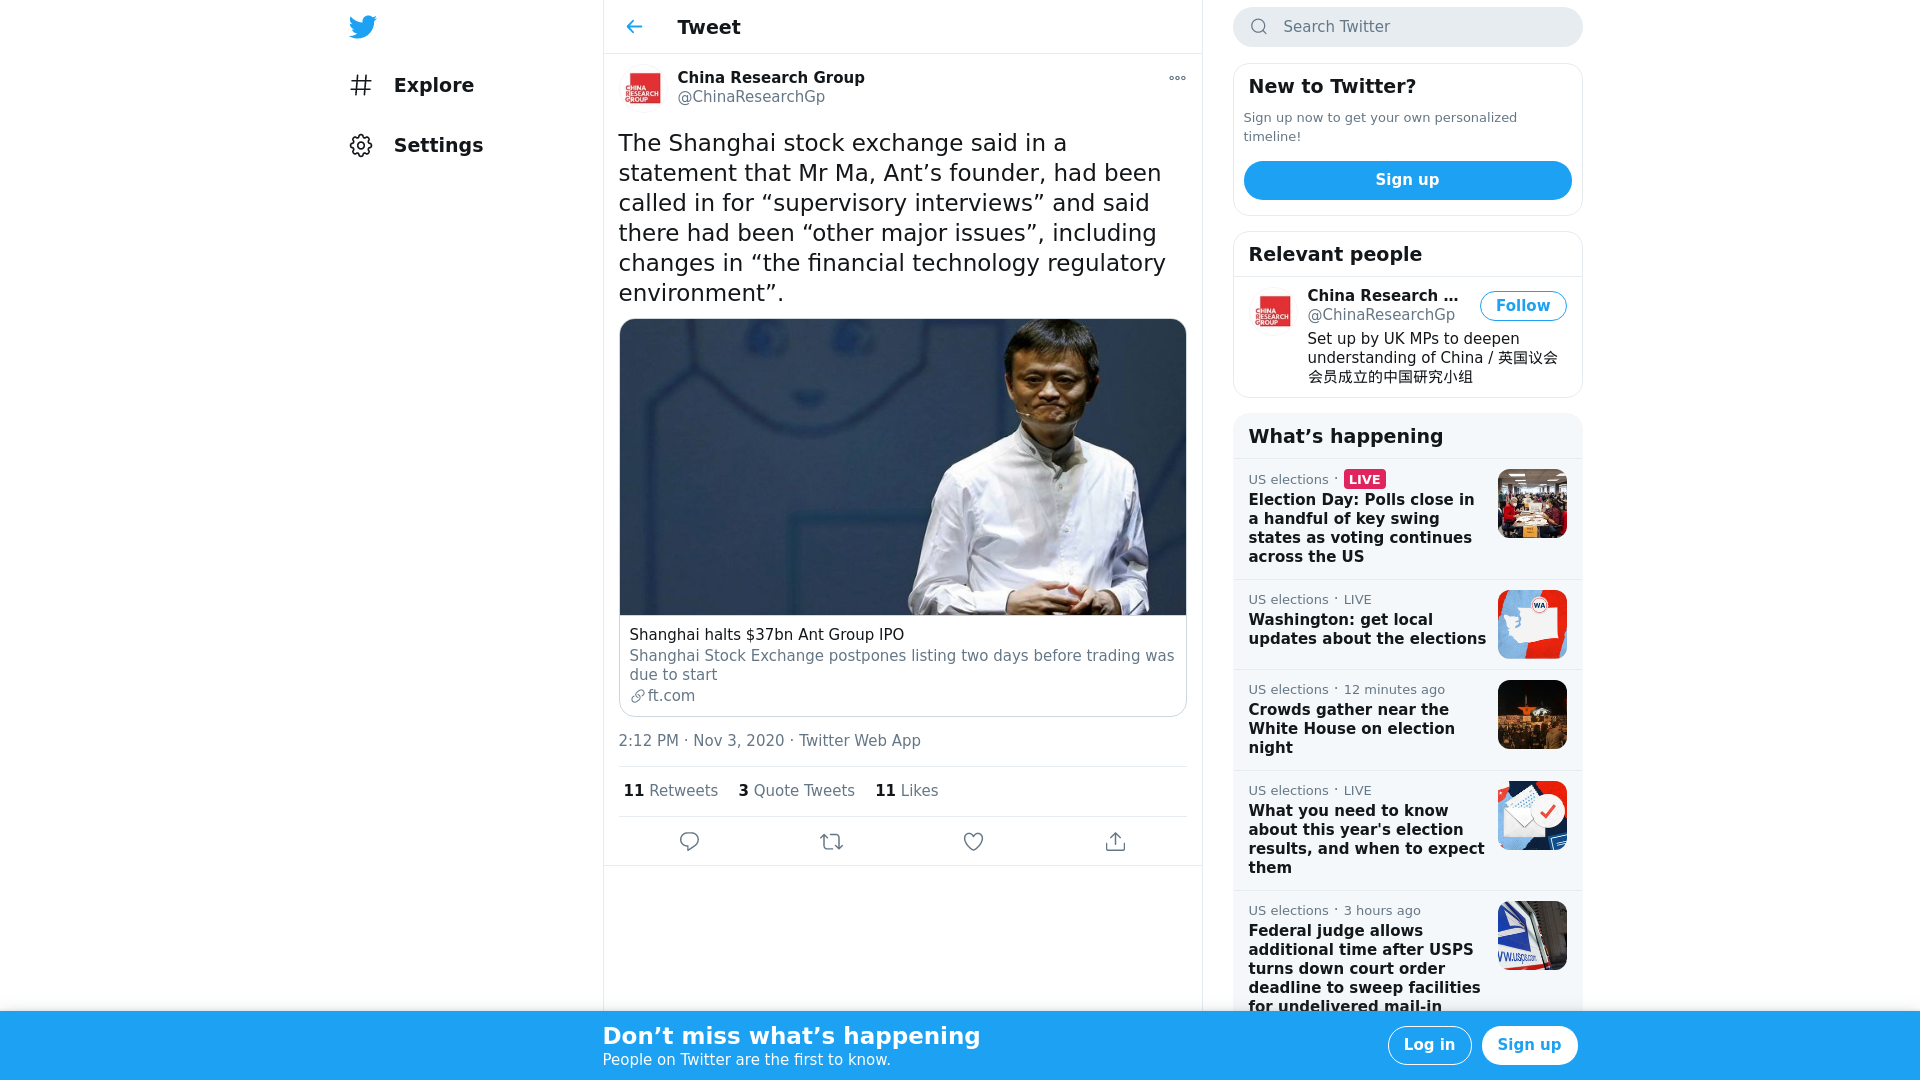 Explore
Settings
Tweet
China Research Group
@ChinaResearchGp
The Shanghai stock exchange said in a
statement that Mr Ma, Ant’s founder, had been
called in for “supervisory interviews” and said
there had been “other major issues”, including
changes in “the financial technology regulatory
environment”.
Shanghai halts $37bn Ant Group IPO
Shanghai Stock Exchange postpones listing two days before trading was
due to start
ft.com
2:12 PM · Nov 3, 2020 · Twitter Web App
11 Retweets 3 Quote Tweets 11 Likes
Search Twitter
New to Twitter?
Sign up now to get your own personalized
timeline!
Sign up
Relevant people
CHINA
RESEARCH
GROUP
China Research ...
@ChinaResearchGp
Follow
Set up by UK MPs to deepen
understanding of China / 英国议会
会员成立的中国研究小组
What’s happening
US elections · LIVE
Election Day: Polls close in
a handful of key swing
states as voting continues
across the US
US elections · LIVE
Washington: get local
updates about the elections
WA
US elections · 12 minutes ago
Crowds gather near the
White House on election
night
US elections · LIVE
What you need to know
about this year's election
results, and when to expect
them
US elections · 3 hours ago
Federal judge allows
additional time after USPS
turns down court order
deadline to sweep facilities
for undelivered mail-in
Don’t miss what’s happening
People on Twitter are the first to know.
Log in
Sign up